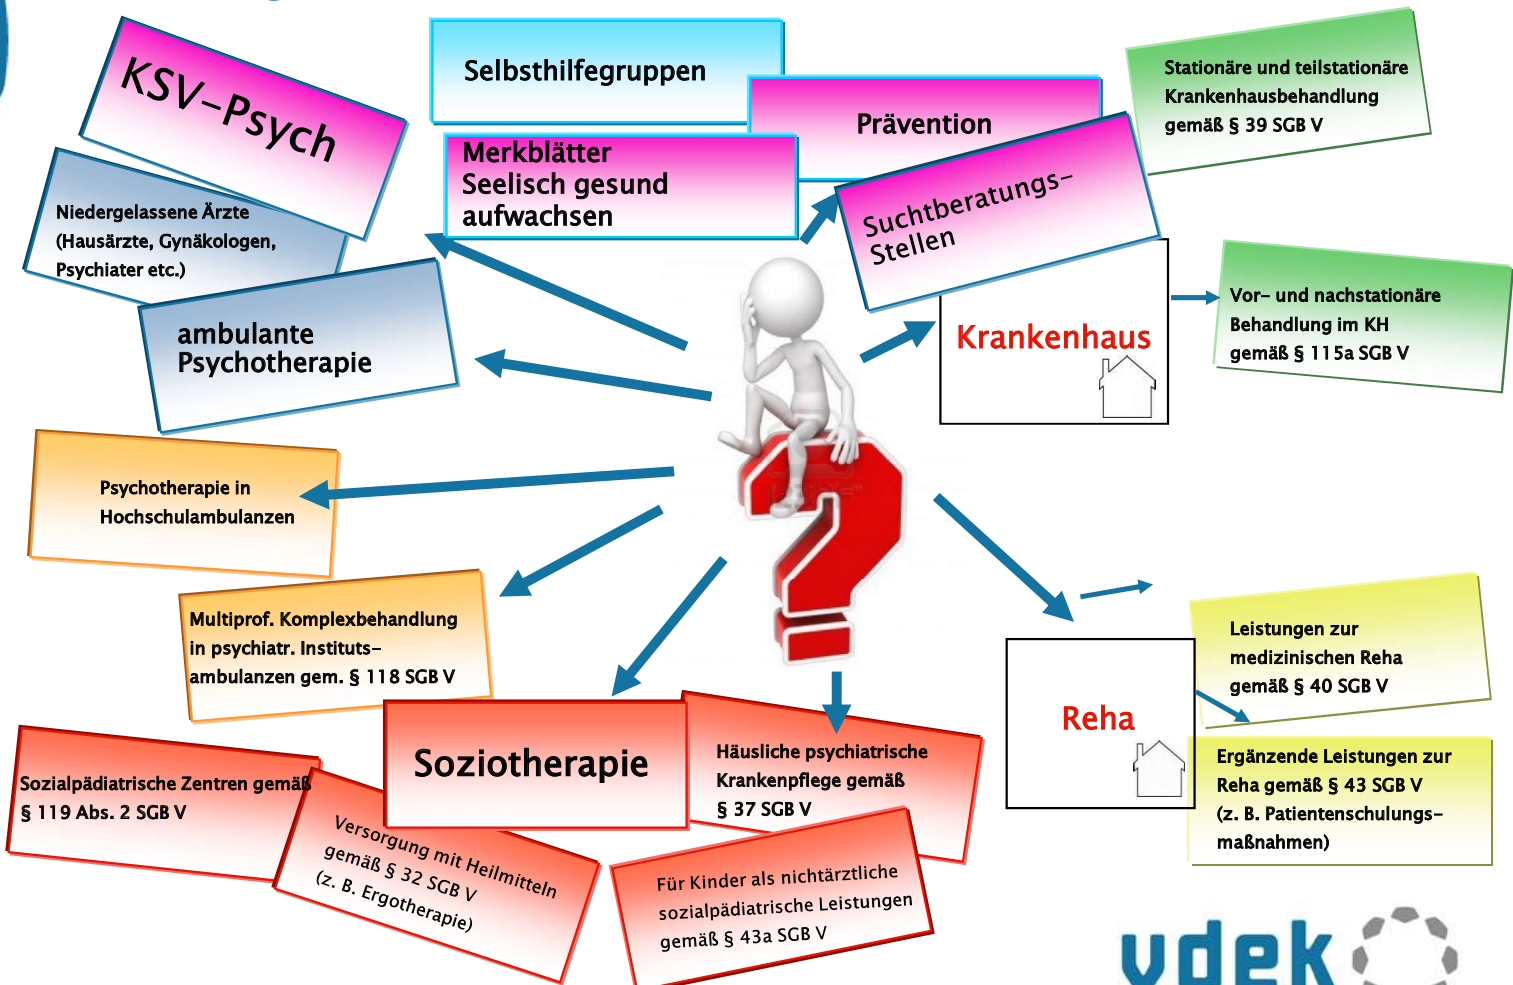 KSV-Psych
Selbsthilfegruppen
Prävention
Merkblätter
Seelisch gesund
aufwachsen
Suchtberatungs-
Stellen
Stationäre und teilstationäre
Krankenhausbehandlung
gemäß § 39 SGB V
Niedergelassene Ärzte
(Hausärzte, Gynäkologen,
Psychiater etc.)
ambulante
Psychotherapie
Krankenhaus
Vor- und nachstationäre
Behandlung im KH
gemäß § 115a SGB V
Psychotherapie in
Hochschulambulanzen
Multiprof. Komplexbehandlung
in psychiatr. Instituts-
ambulanzen gem. § 118 SGB V
Leistungen zur
medizinischen Reha
gemäß § 40 SGB V
Reha
Ergänzende Leistungen zur
Reha gemäß § 43 SGB V
(z. B. Patientenschulungs-
maßnahmen)
Soziotherapie
Häusliche psychiatrische
Krankenpflege gemäß
§ 37 SGB V
Sozialpädiatrische Zentren gemäß
§ 119 Abs. 2 SGB V
Versorgung mit Heilmitteln
gemäß § 32 SGB V
(z. B. Ergotherapie)
Für Kinder als nichtärztliche
sozialpädiatrische Leistungen
gemäß § 43a SGB V
vdek